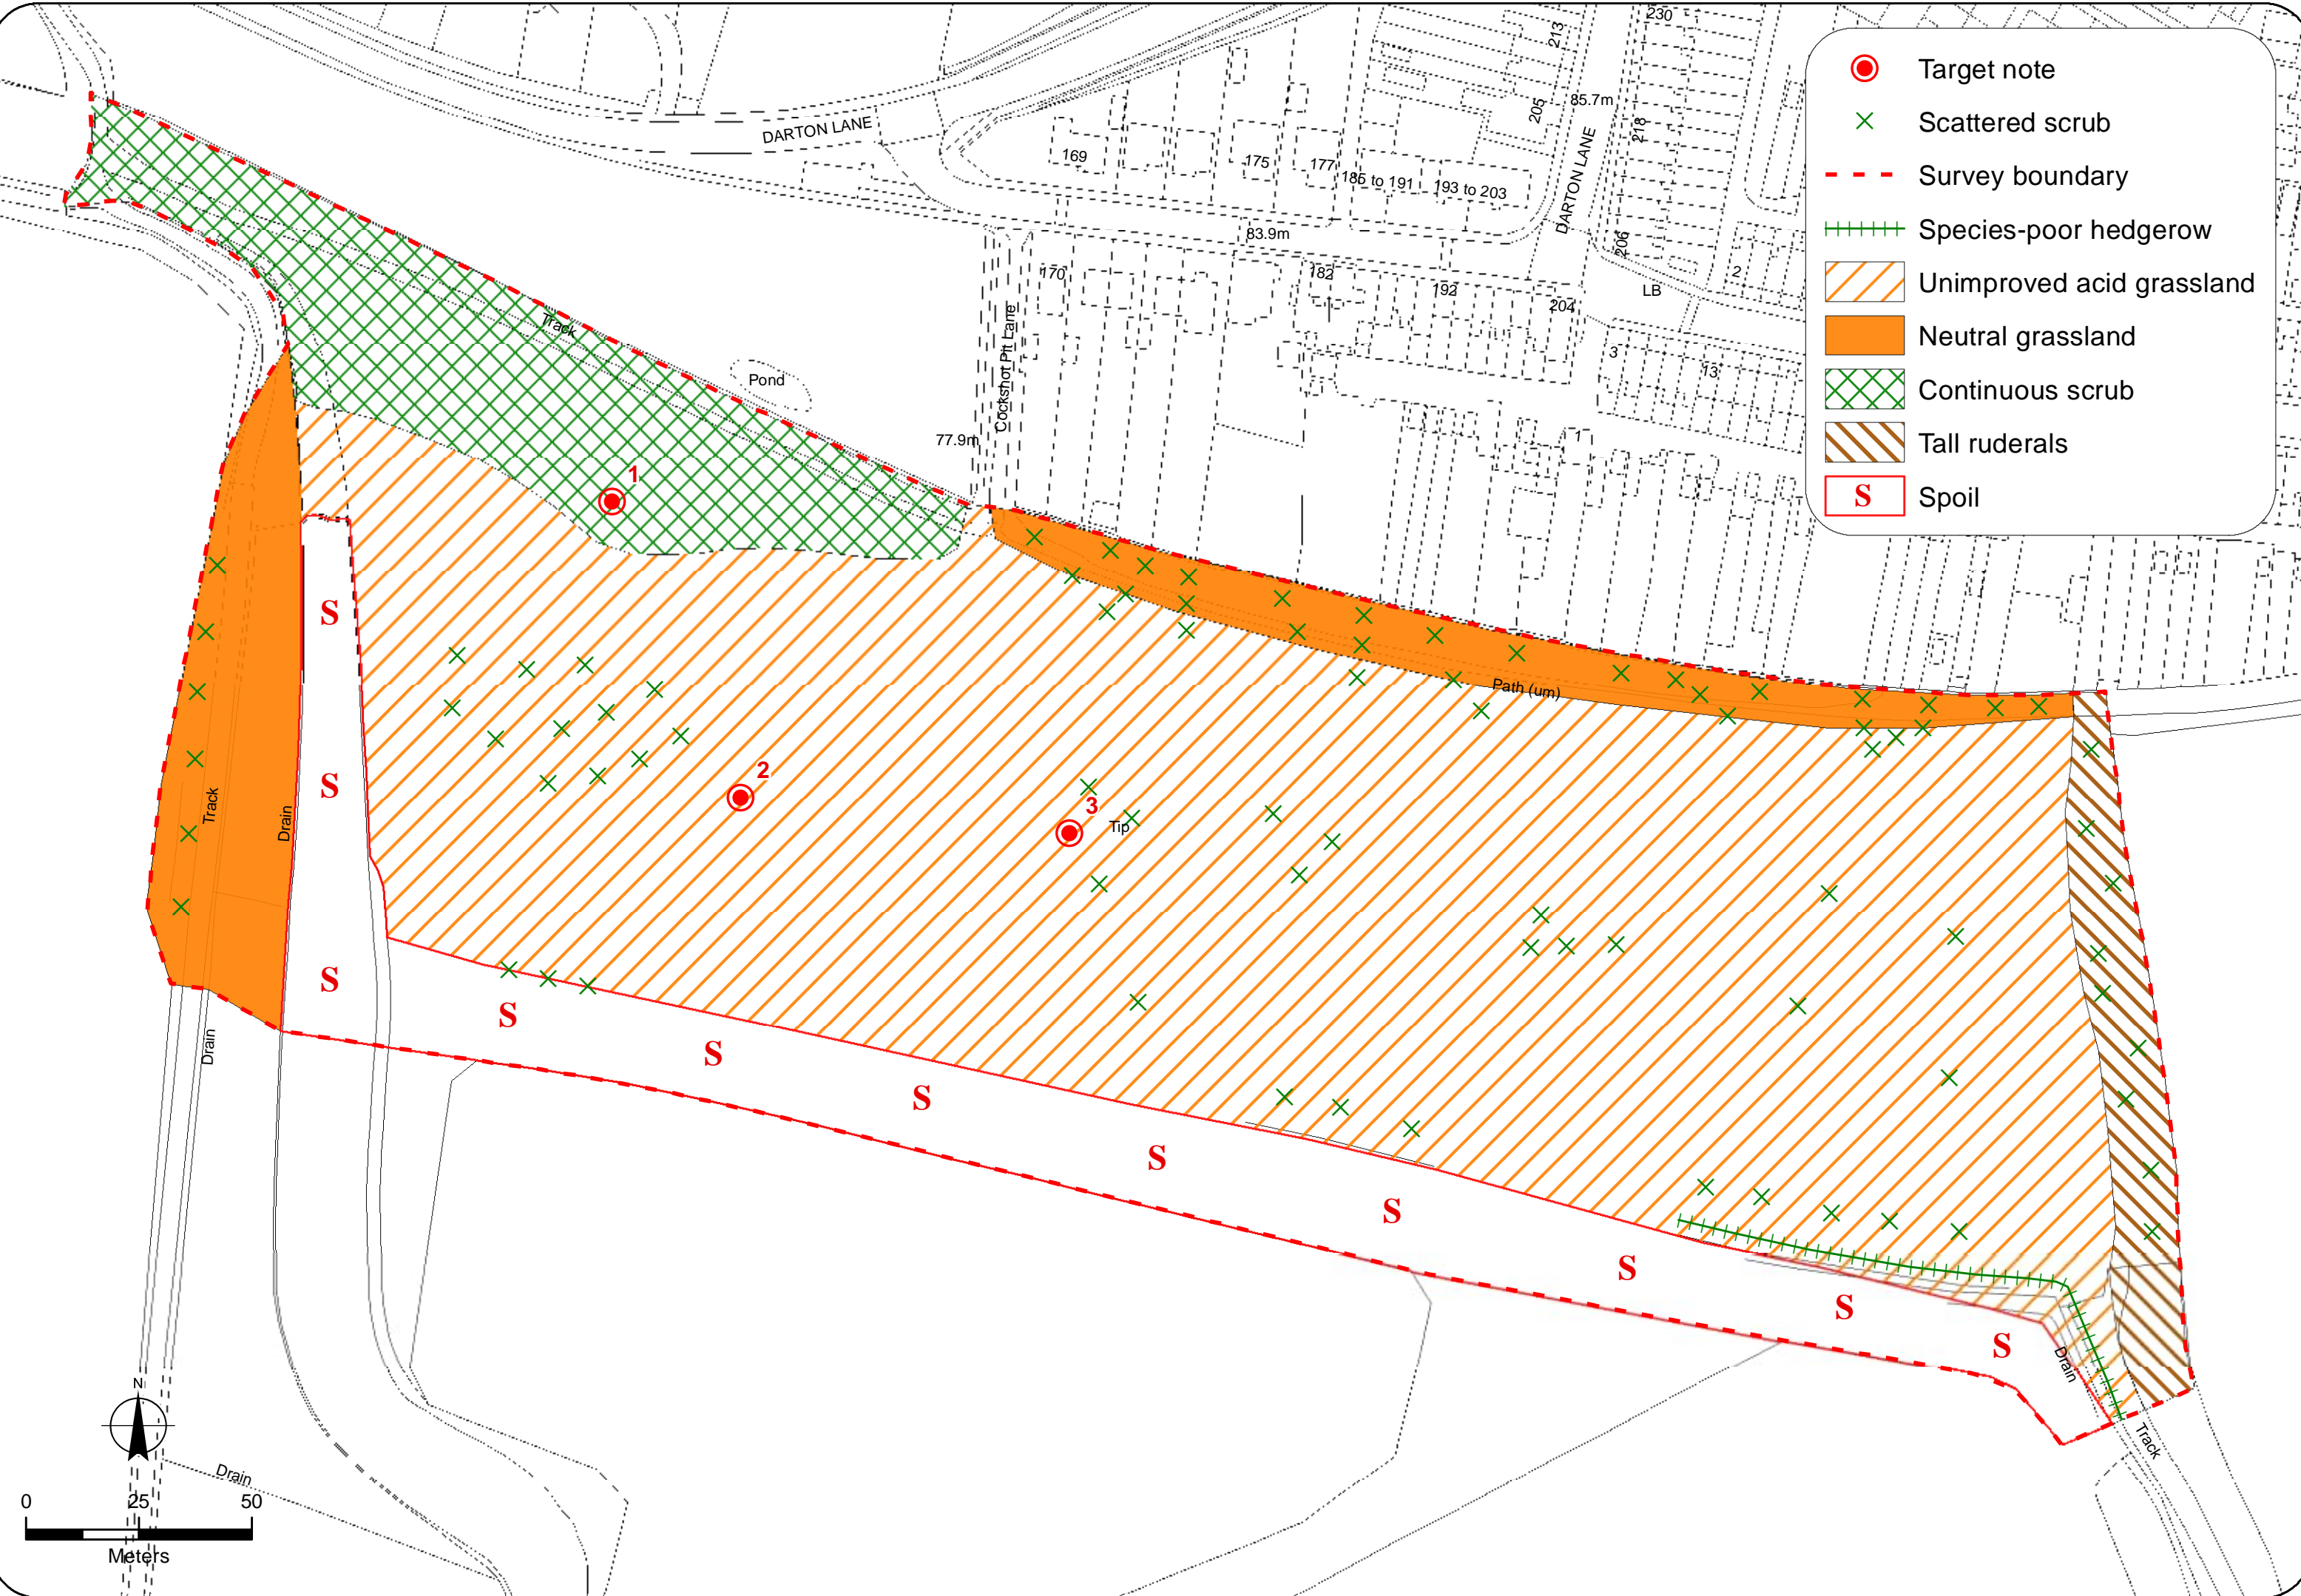 Target note
Scattered scrub
Survey boundary
Species-poor hedgerow
Unimproved acid grassland
Neutral grassland
Continuous scrub
Tall ruderals
S Spoil
230
213
85.7m
205
218
DARTON LANE
DARTON LANE
169
175
177
185 to 191
193 to 203
206
83.9m
170
182
192
204
LB
2
3
13
1
Cockshot Pit Lane
77.9m
Pond
Track
1
2
3
Tip
Path (um)
S
S
S
S
S
S
S
S
S
S
S
Track
Drain
Drain
Drain
Track
Drain
N
0 25 50
Meters